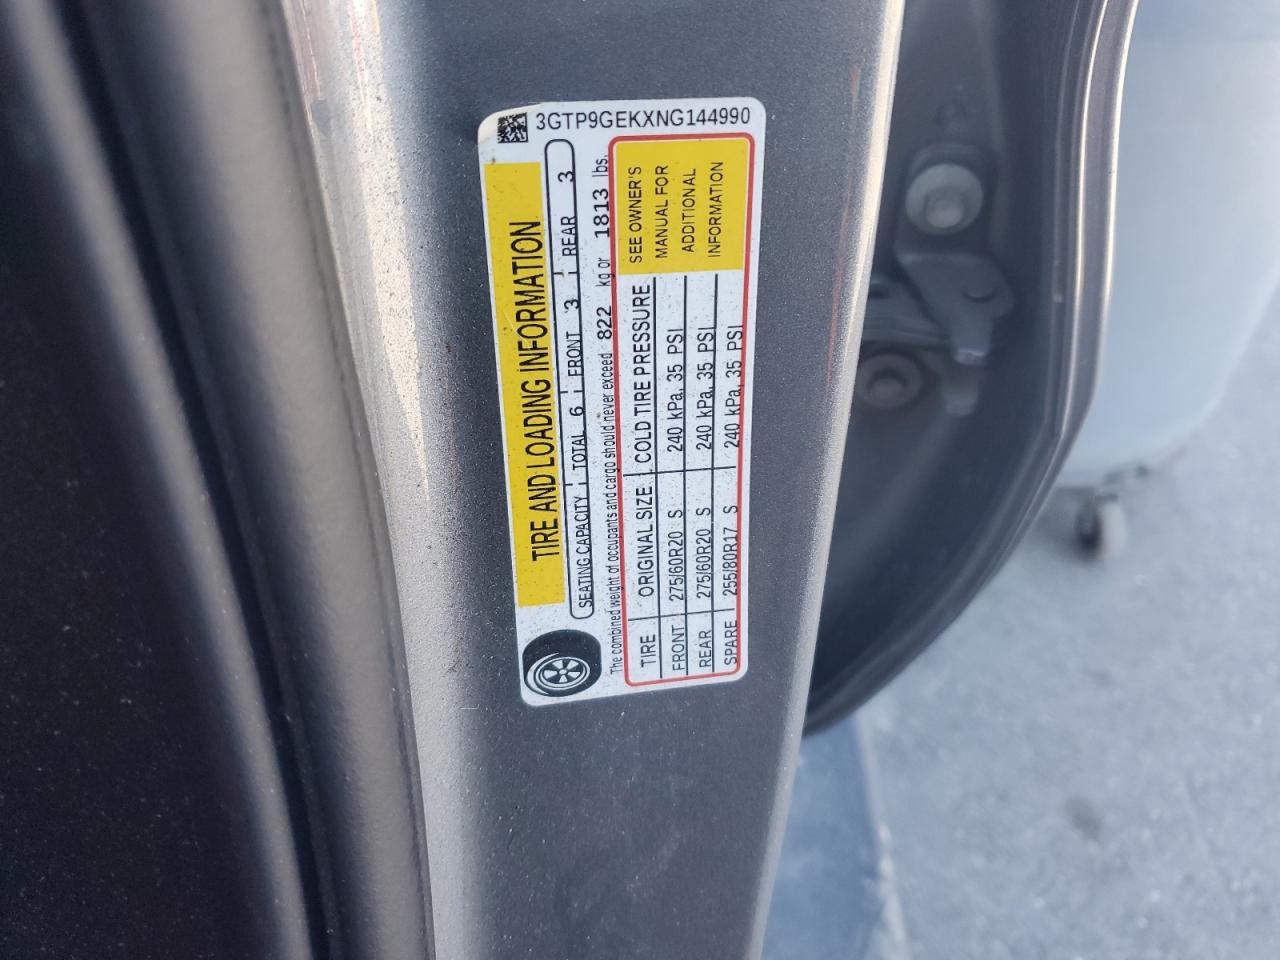 3GTP9GEKXNG144990
TIRE AND LOADING INFORMATION
SEATING CAPACITY TOTAL 6 FRONT 3 REAR 3
The combined weight of occupants and cargo should never exceed 822 kg or 1813 lbs.
TIRE ORIGINAL SIZE COLD TIRE PRESSURE
FRONT 275/60R20 S 240 kPa, 35 PSI
REAR 275/60R20 S 240 kPa, 35 PSI
SPARE 255/80R17 S 240 kPa, 35 PSI
SEE OWNER'S
MANUAL FOR
ADDITIONAL
INFORMATION